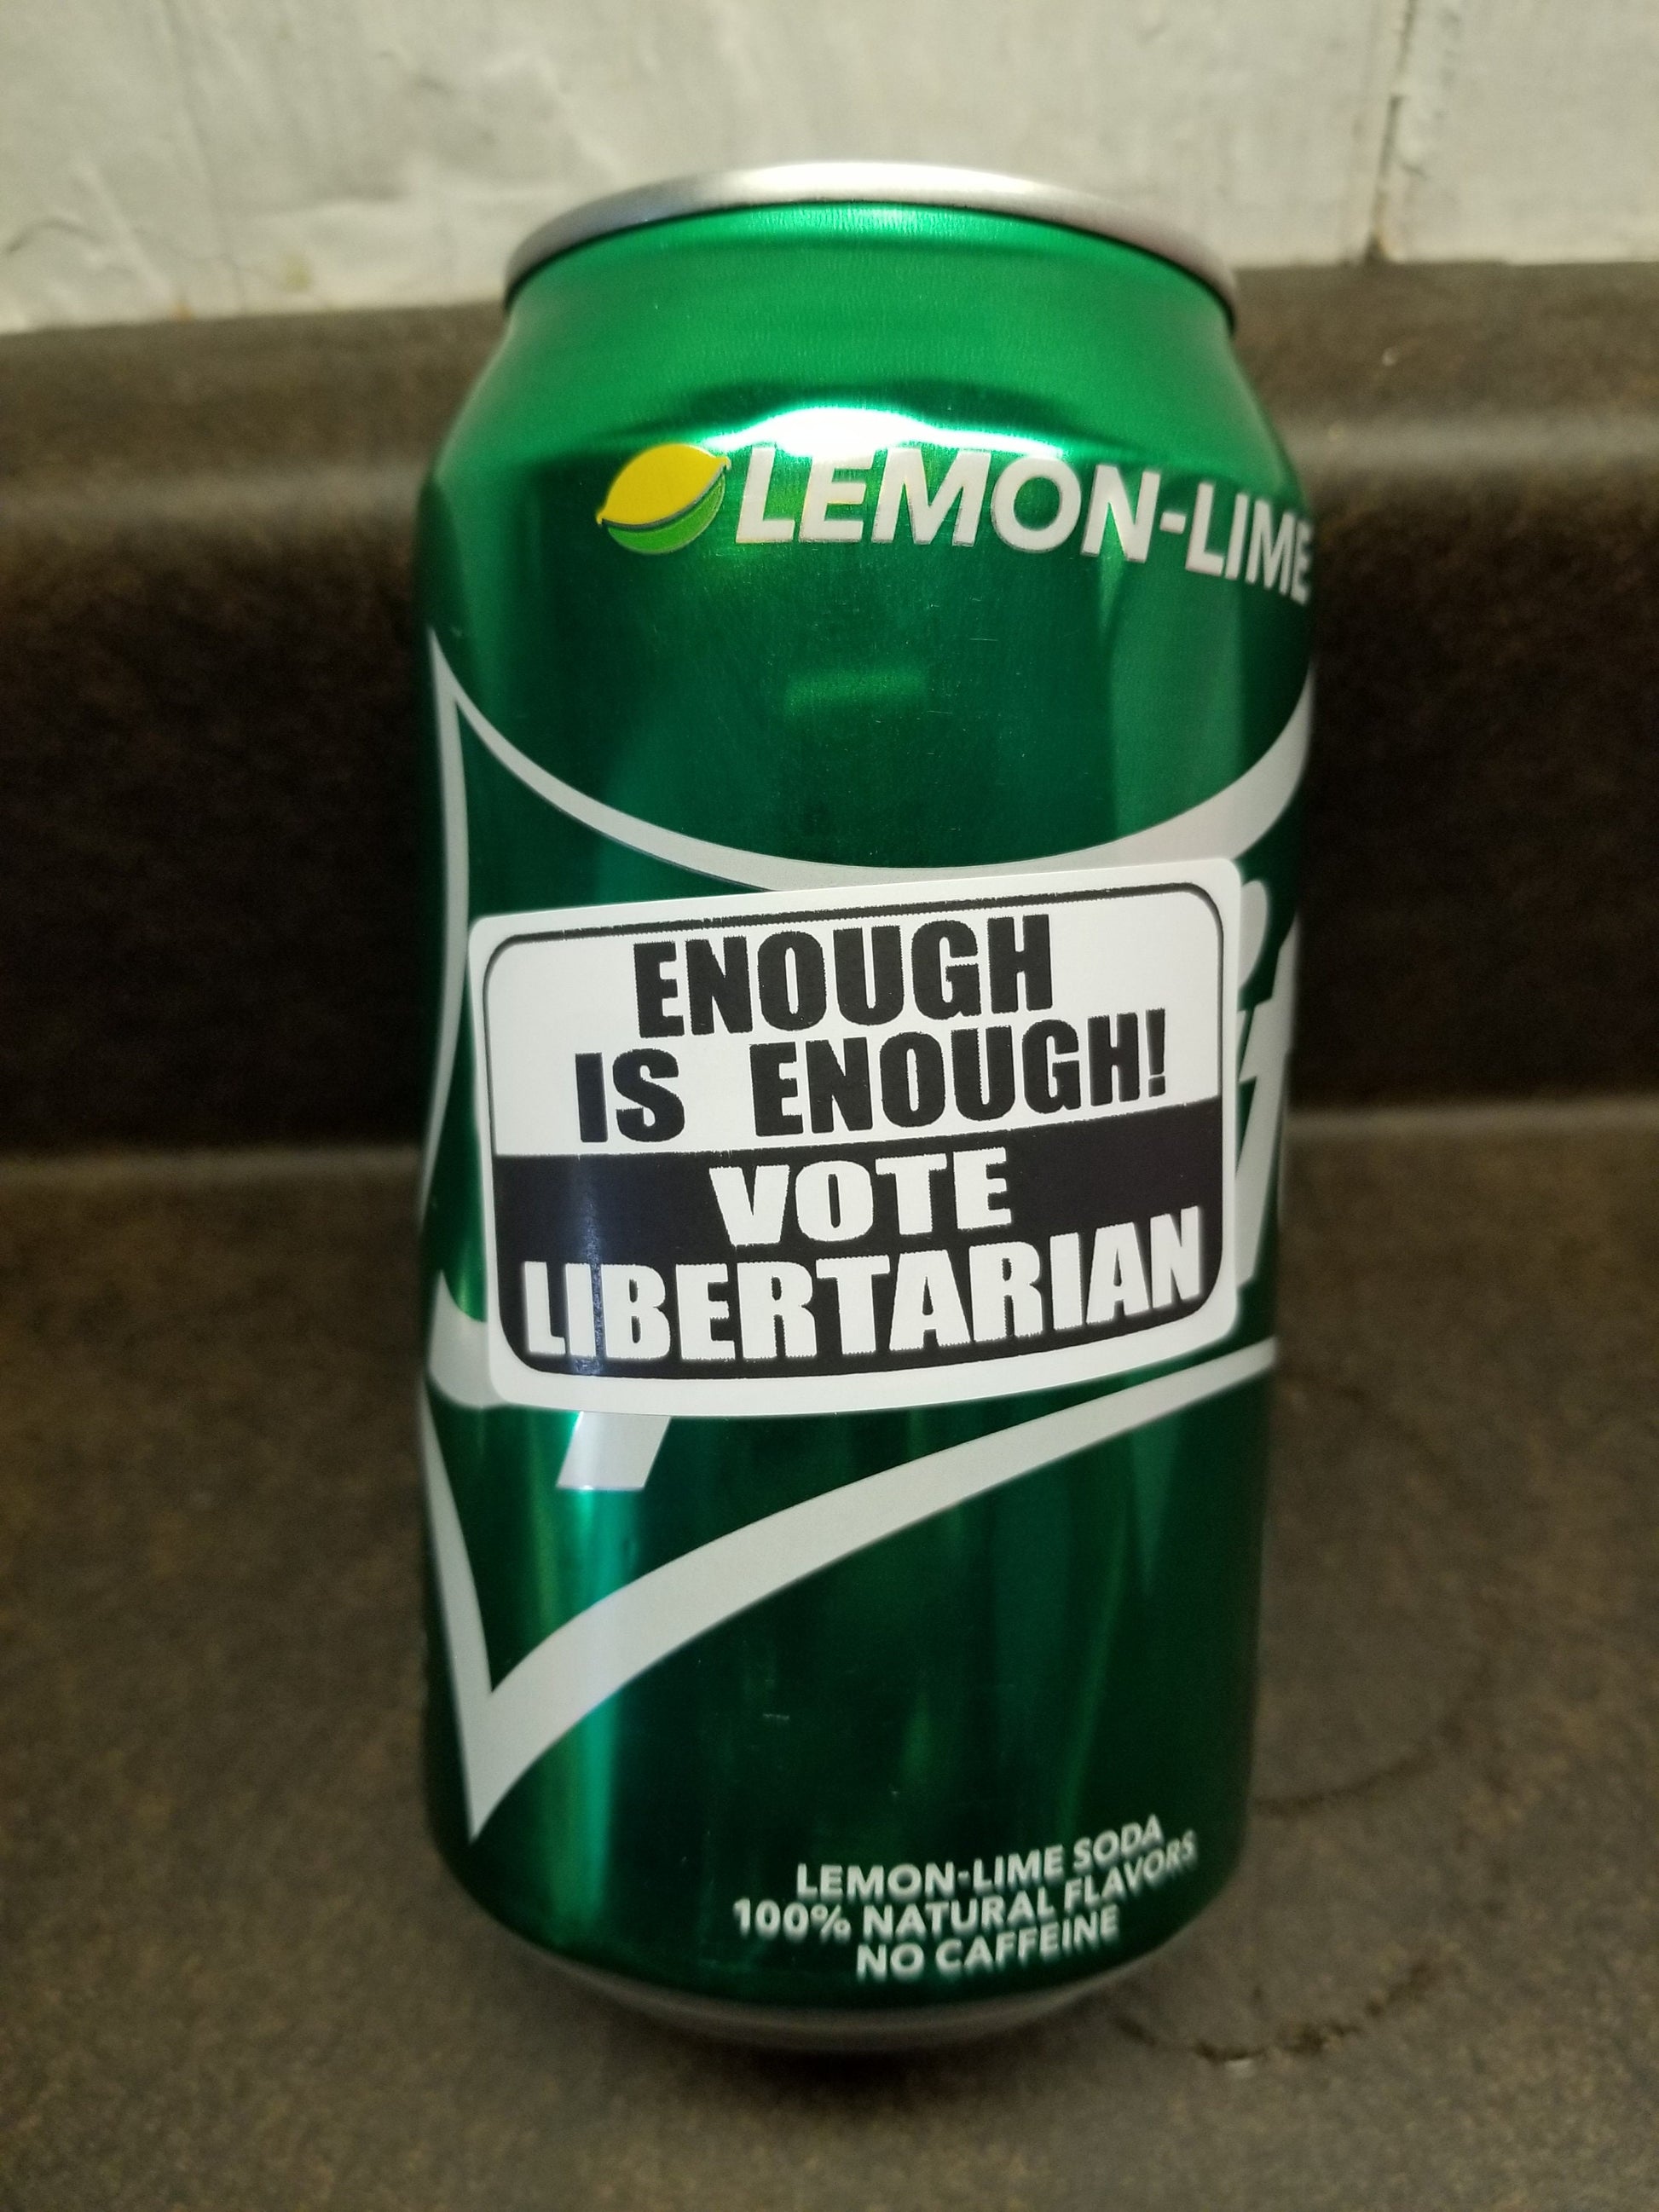 LEMON-LIME
ENOUGH
IS ENOUGH!
VOTE
LIBERTARIAN
LEMON-LIME SODA
100% NATURAL FLAVORS
NO CAFFEINE